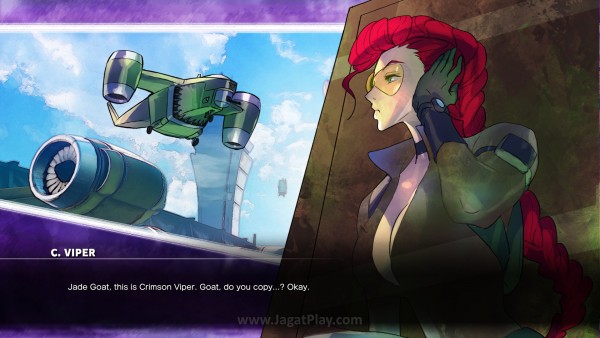 C. VIPER
Jade Goat, this is Crimson Viper. Goat, do you copy...? Okay.
www.JagatPlay.com